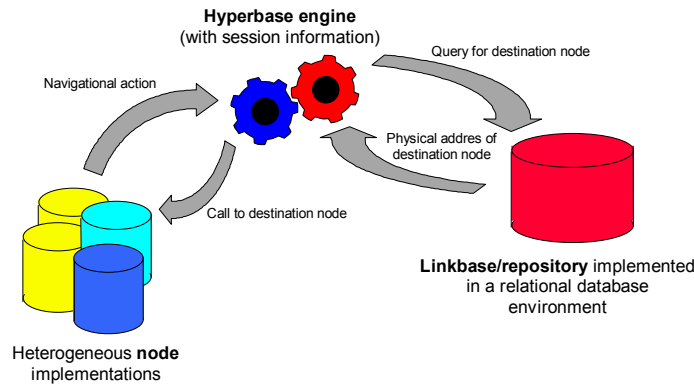 Hyperbase engine
(with session information)
Query for destination node
Navigational action
Physical addres of
destination node
Call to destination node
Linkbase/repository implemented
in a relational database
environment
Heterogeneous node
implementations